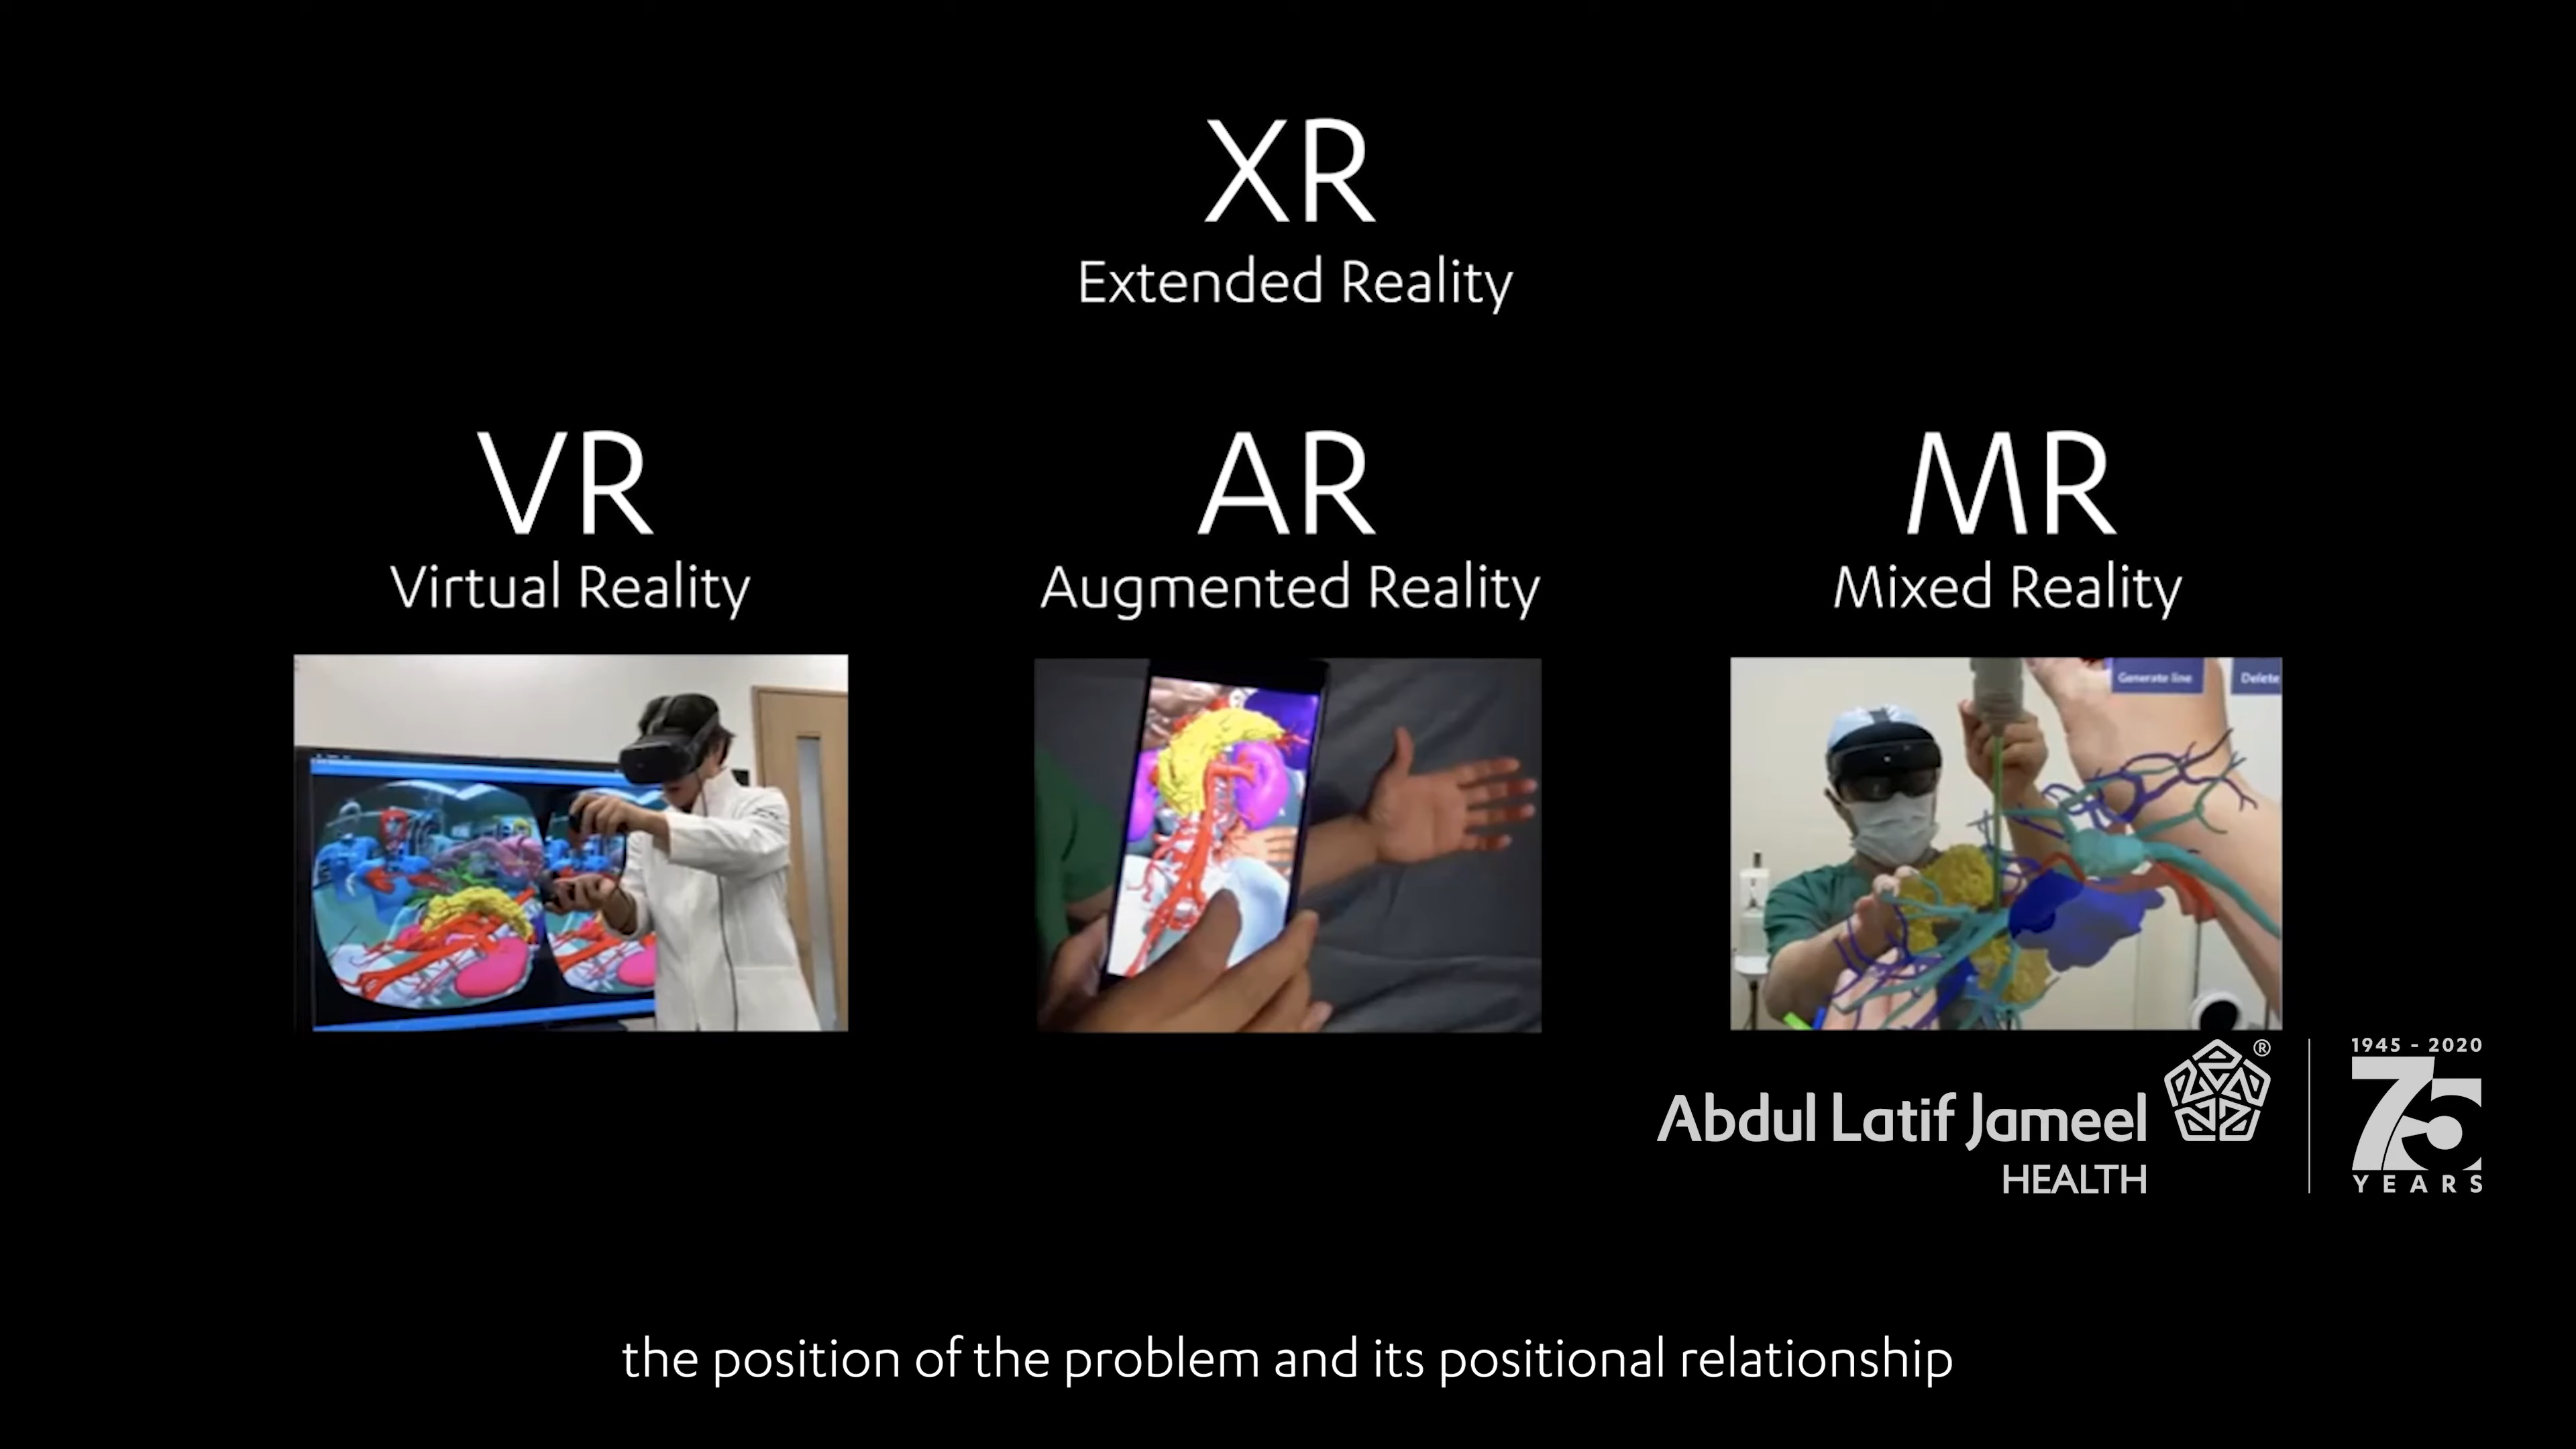 XR
Extended Reality
VR
Virtual Reality
AR
Augmented Reality
MR
Mixed Reality
Generate line
Delete
Abdul Latif Jameel
®
HEALTH
1945 - 2020
75
YEARS
the position of the problem and its positional relationship